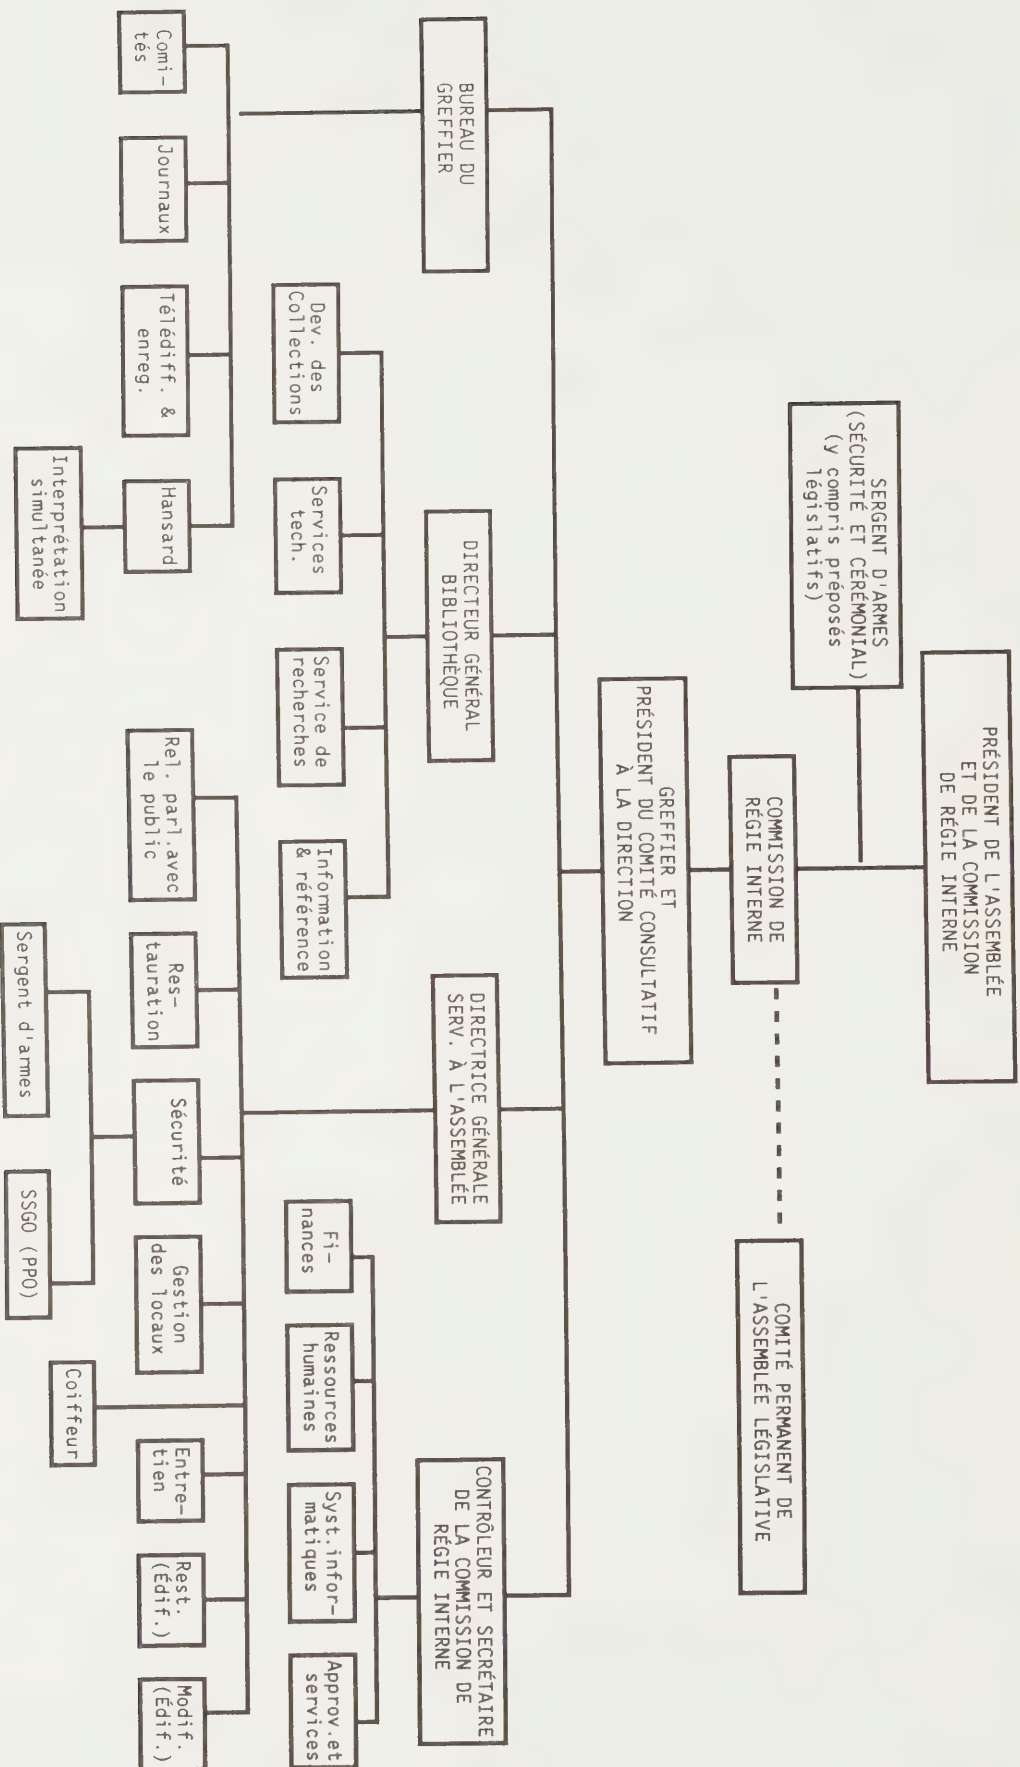 PRÉSIDENT DE L'ASSEMBLÉE
ET DE LA COMMISSION
DE RÉGIE INTERNE
SERGENT D'ARMES
(SÉCURITÉ ET CÉRÉMONIAL)
(y compris préposés
législatifs)
COMMISSION DE
RÉGIE INTERNE
COMITÉ PERMANENT DE
L'ASSEMBLÉE LÉGISLATIVE
GREFFIER ET
PRÉSIDENT DU COMITÉ CONSULTATIF
À LA DIRECTION
BUREAU DU
GREFFIER
DIRECTEUR GÉNÉRAL
BIBLIOTHÈQUE
DIRECTRICE GÉNÉRALE
SERV. À L'ASSEMBLÉE
CONTRÔLEUR ET SECRÉTAIRE
DE LA COMMISSION DE
RÉGIE INTERNE
Dev. des
Collections
Services
tech.
Service de
recherches
Information
& référence
Fi-
nances
Ressources
humaines
Syst.infor-
matiques
Approv.et
services
Comi-
tés
Journaux
Télédiff. &
enreg.
Hansard
Rel. parl.avec
le public
Res-
tauration
Sécurité
Gestion
des locaux
Entre-
tien
Rest.
(Édif.)
Modif.
(Édif.)
Interprétation
simultanée
Coiffeur
Sergent d'armes
SSGO (PPO)